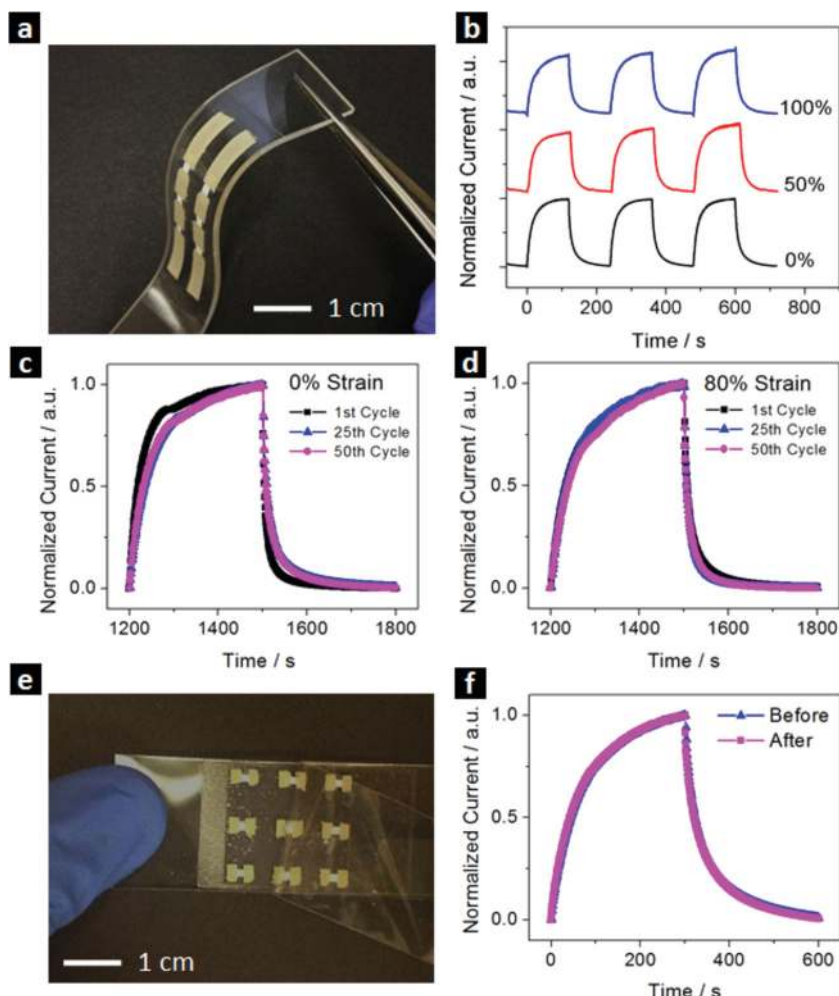 a
1 cm
b
Normalized Current / a.u.
100%
50%
0%
0 200 400 600 800
Time / s
c
Normalized Current / a.u.
1.0
0.5
0.0
0% Strain
1st Cycle
25th Cycle
50th Cycle
1200 1400 1600 1800
Time / s
d
Normalized Current / a.u.
1.0
0.5
0.0
80% Strain
1st Cycle
25th Cycle
50th Cycle
1200 1400 1600 1800
Time / s
e
1 cm
f
Normalized Current / a.u.
1.0
0.5
0.0
Before
After
0 200 400 600
Time / s